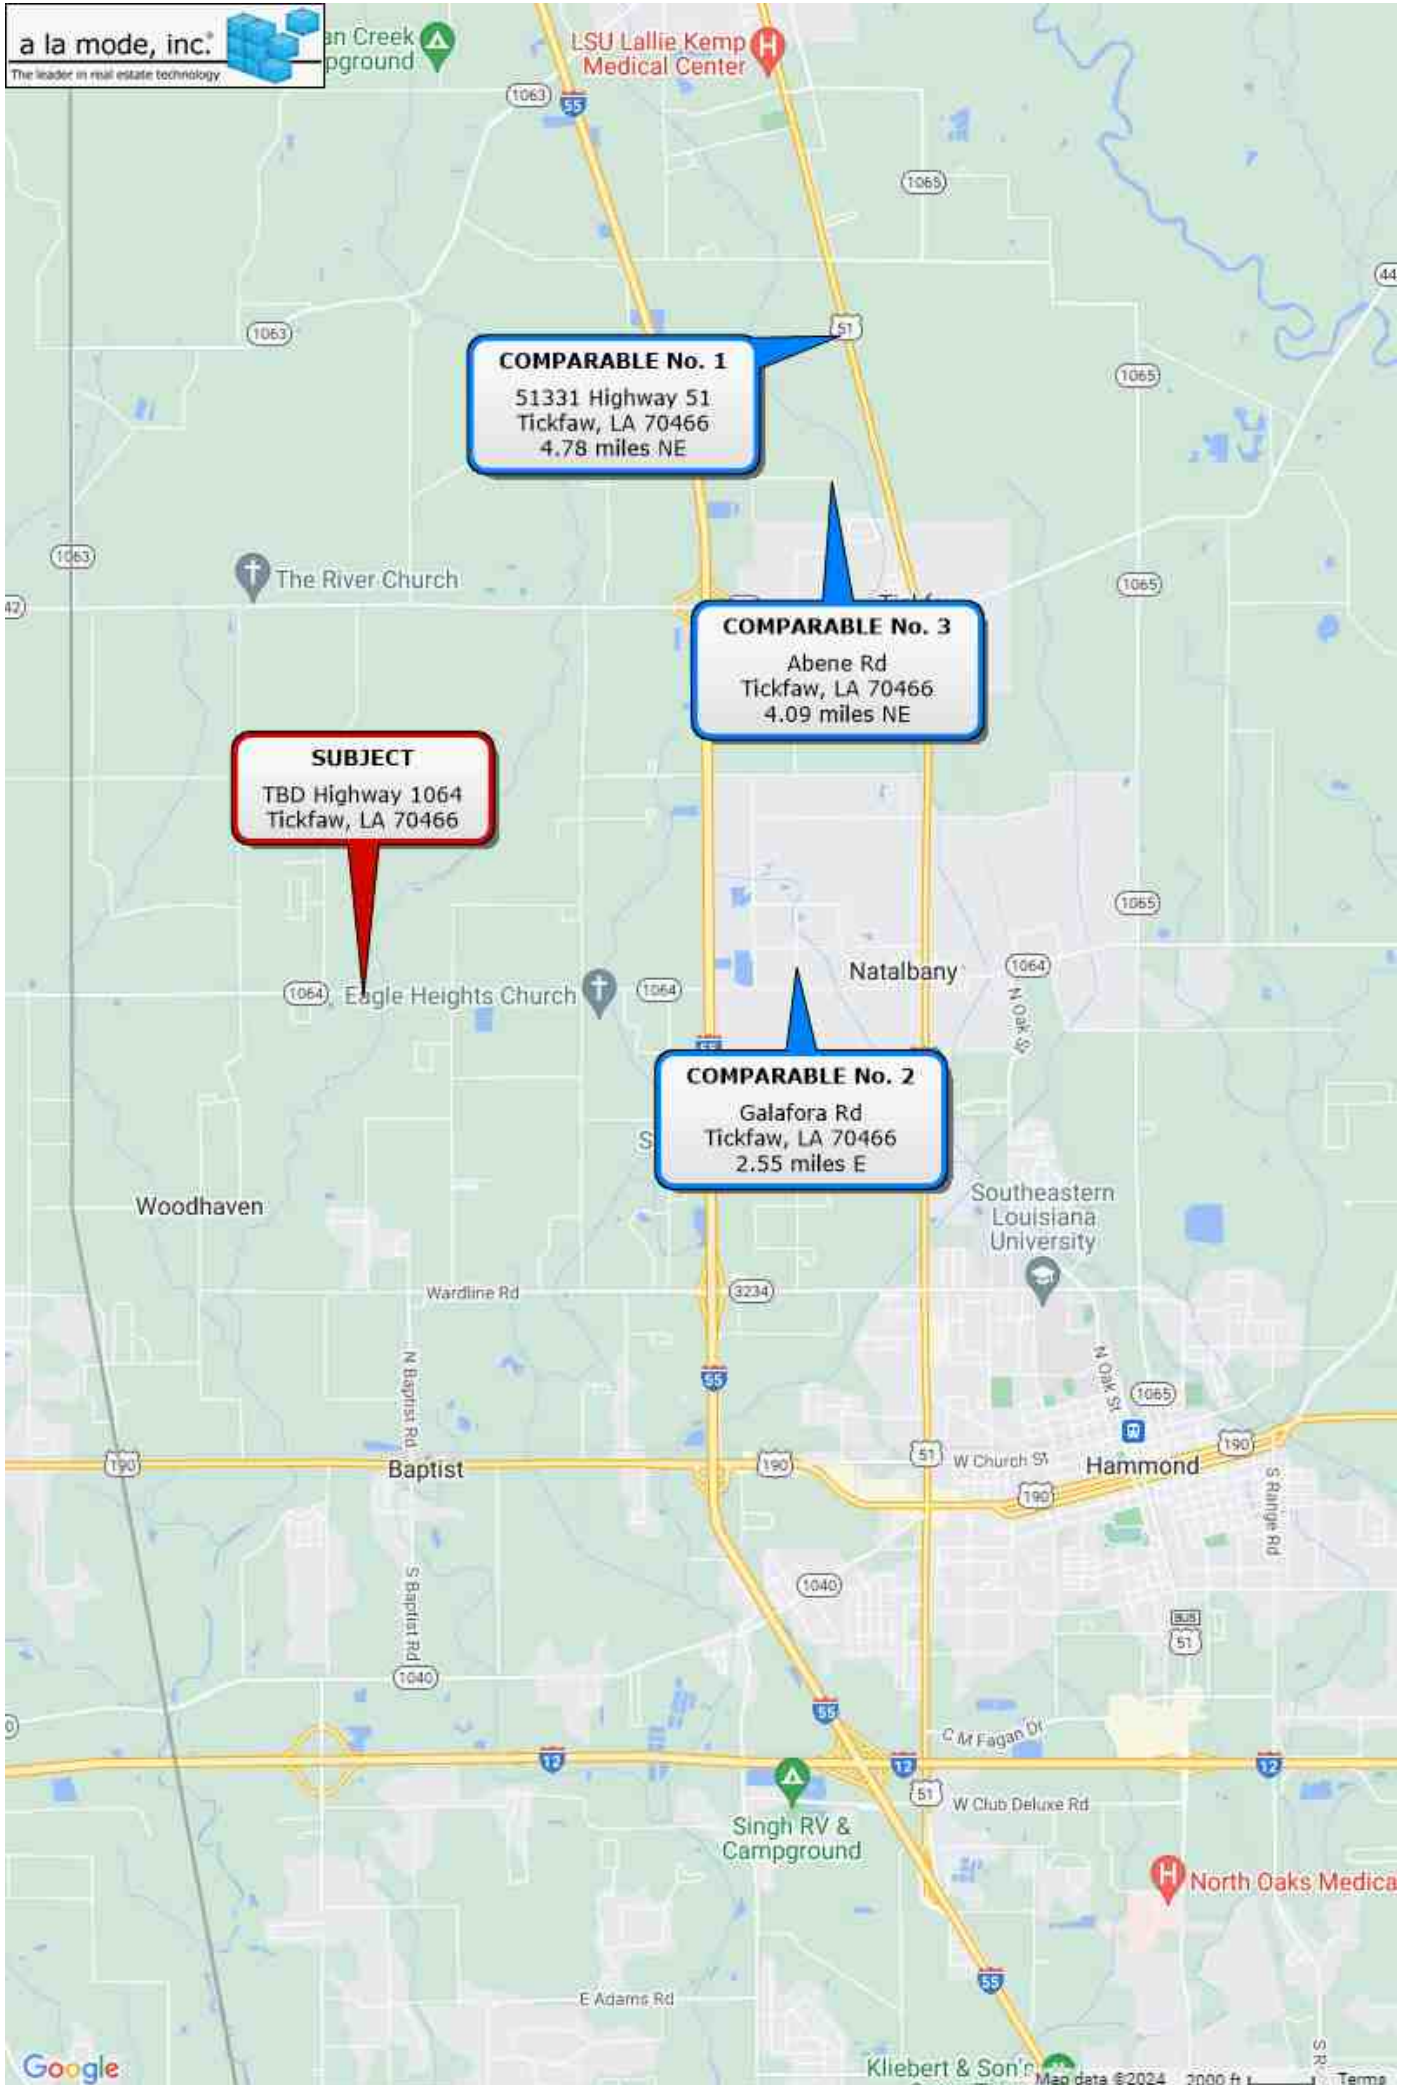 a la mode, inc.
The leader in real estate technology
an Creek
pground
LSU Lallie Kemp
Medical Center
1063
55
1065
44
51
1063
COMPARABLE No. 1
51331 Highway 51
Tickfaw, LA 70466
4.78 miles NE
1065
1063
The River Church
1065
42
COMPARABLE No. 3
Abene Rd
Tickfaw, LA 70466
4.09 miles NE
SUBJECT
TBD Highway 1064
Tickfaw, LA 70466
1065
Natalbany
1064
1064
Eagle Heights Church
1064
N Oak St
55
COMPARABLE No. 2
Galafora Rd
Tickfaw, LA 70466
2.55 miles E
S
Woodhaven
Southeastern
Louisiana
University
Wardline Rd
3234
N Baptist Rd
55
N Oak St
1065
190
Baptist
190
51
W Church St
Hammond
190
190
S Range Rd
S Baptist Rd
1040
BUS
51
1040
55
C M Fagan Dr
12
12
12
51
W Club Deluxe Rd
Singh RV &
Campground
North Oaks Medica
55
E Adams Rd
S R
Google
Kliebert & Son's
Map data ©2024
2000 ft
Terms